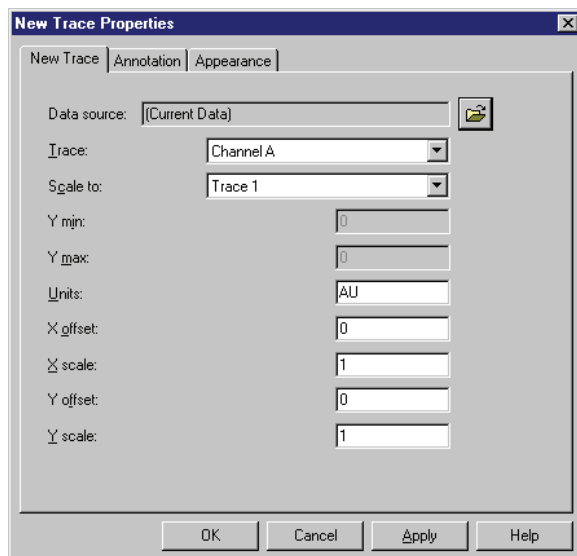 New Trace Properties
New Trace Annotation Appearance
Data source: (Current Data)
Trace: Channel A
Scale to: Trace 1
Y min: 0
Y max: 0
Units: AU
X offset: 0
X scale: 1
Y offset: 0
Y scale: 1
OK Cancel Apply Help